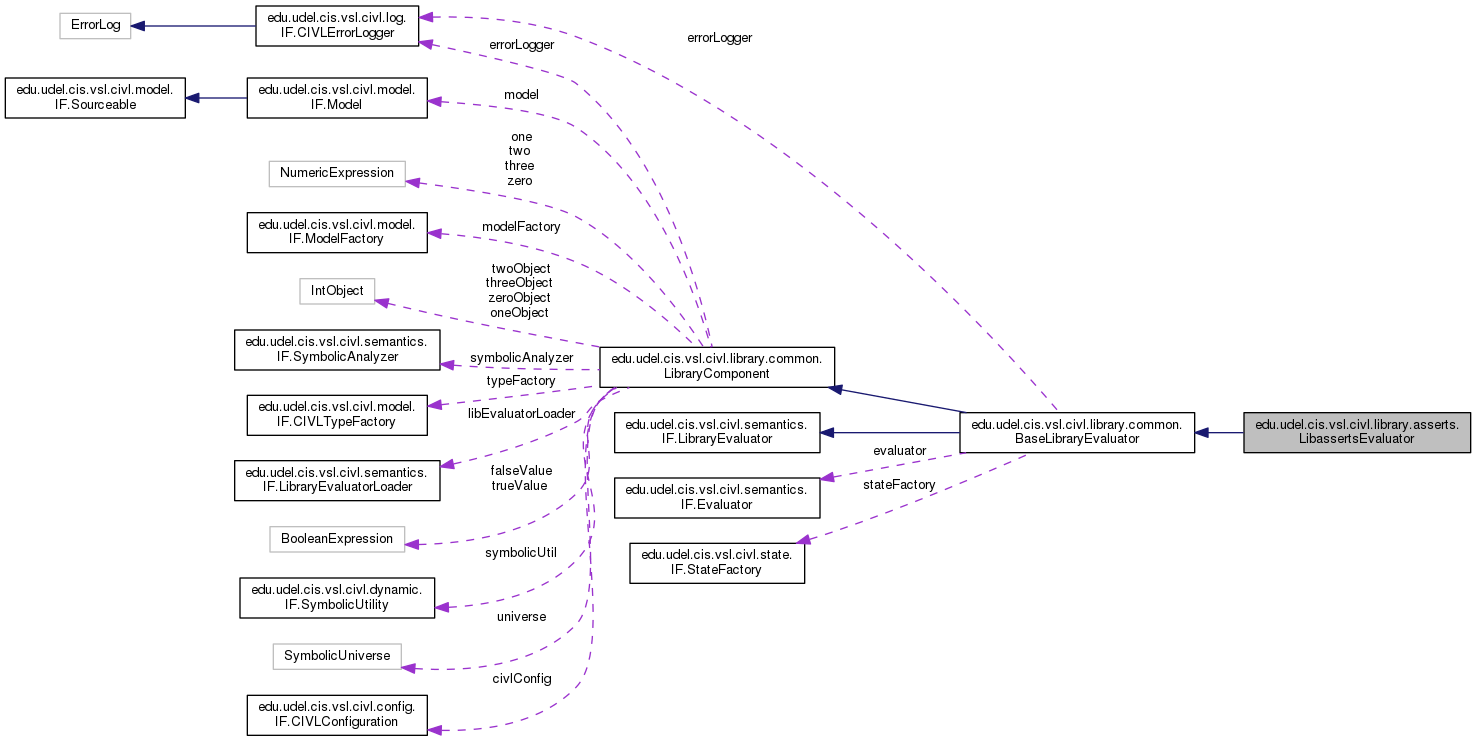 ErrorLog
edu.udel.cis.vsl.civl.log.
IF.CIVLErrorLogger
errorLogger
errorLogger
edu.udel.cis.vsl.civl.model.
IF.Sourceable
edu.udel.cis.vsl.civl.model.
IF.Model
model
one
two
three
zero
NumericExpression
edu.udel.cis.vsl.civl.model.
IF.ModelFactory
modelFactory
twoObject
threeObject
zeroObject
oneObject
IntObject
edu.udel.cis.vsl.civl.semantics.
IF.SymbolicAnalyzer
symbolicAnalyzer
edu.udel.cis.vsl.civl.library.common.
LibraryComponent
typeFactory
edu.udel.cis.vsl.civl.model.
IF.CIVLTypeFactory
libEvaluatorLoader
edu.udel.cis.vsl.civl.semantics.
IF.LibraryEvaluator
edu.udel.cis.vsl.civl.library.common.
BaseLibraryEvaluator
edu.udel.cis.vsl.civl.library.asserts.
LibassertsEvaluator
evaluator
edu.udel.cis.vsl.civl.semantics.
IF.LibraryEvaluatorLoader
falseValue
trueValue
edu.udel.cis.vsl.civl.semantics.
IF.Evaluator
stateFactory
BooleanExpression
symbolicUtil
edu.udel.cis.vsl.civl.state.
IF.StateFactory
edu.udel.cis.vsl.civl.dynamic.
IF.SymbolicUtility
universe
SymbolicUniverse
civlConfig
edu.udel.cis.vsl.civl.config.
IF.CIVLConfiguration